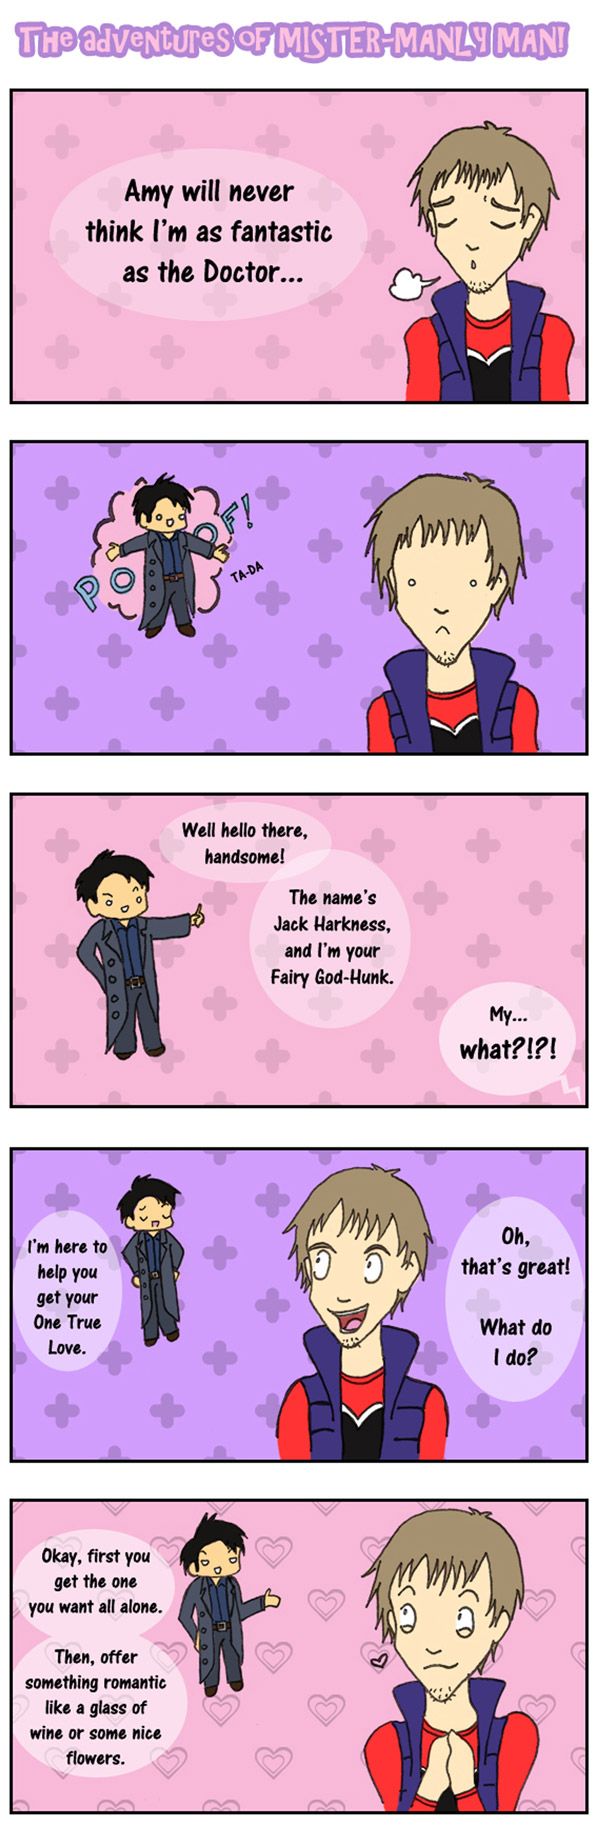 The adventures of MISTER-MANLY MAN!
Amy will never
think I'm as fantastic
as the Doctor...
POOF!
TA-DA
Well hello there,
handsome!
The name's
Jack Harkness,
and I'm your
Fairy God-Hunk.
My...
what?!?!
I'm here to
help you
get your
One True
Love.
Oh,
that's great!
What do
I do?
Okay, first you
get the one
you want all alone.
Then, offer
something romantic
like a glass of
wine or some nice
flowers.